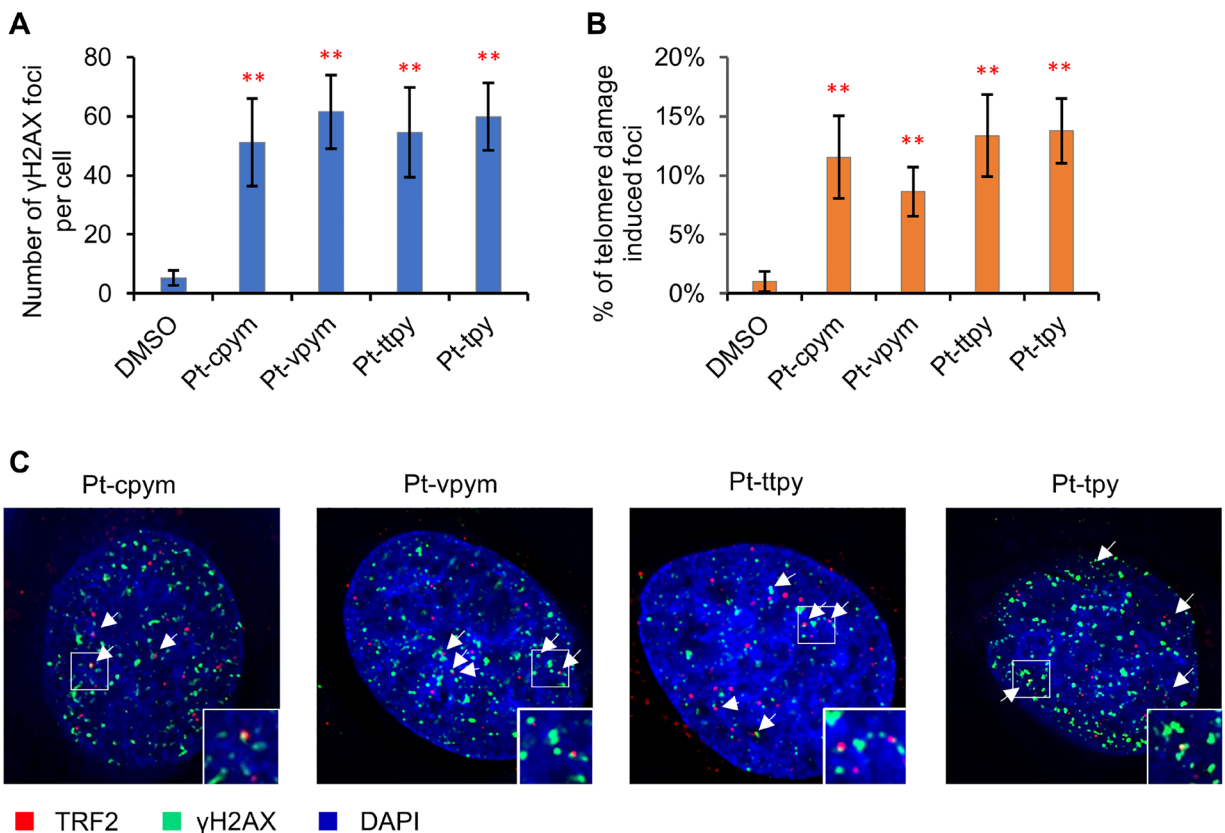 A
Number of γH2AX foci
per cell
80
60
40
20
0
**
**
**
**
DMSO
Pt-cpym
Pt-vpym
Pt-ttpy
Pt-tpy
B
% of telomere damage
induced foci
20%
15%
10%
5%
0%
**
**
**
**
DMSO
Pt-cpym
Pt-vpym
Pt-ttpy
Pt-tpy
C
Pt-cpym
Pt-vpym
Pt-ttpy
Pt-tpy
TRF2
γH2AX
DAPI